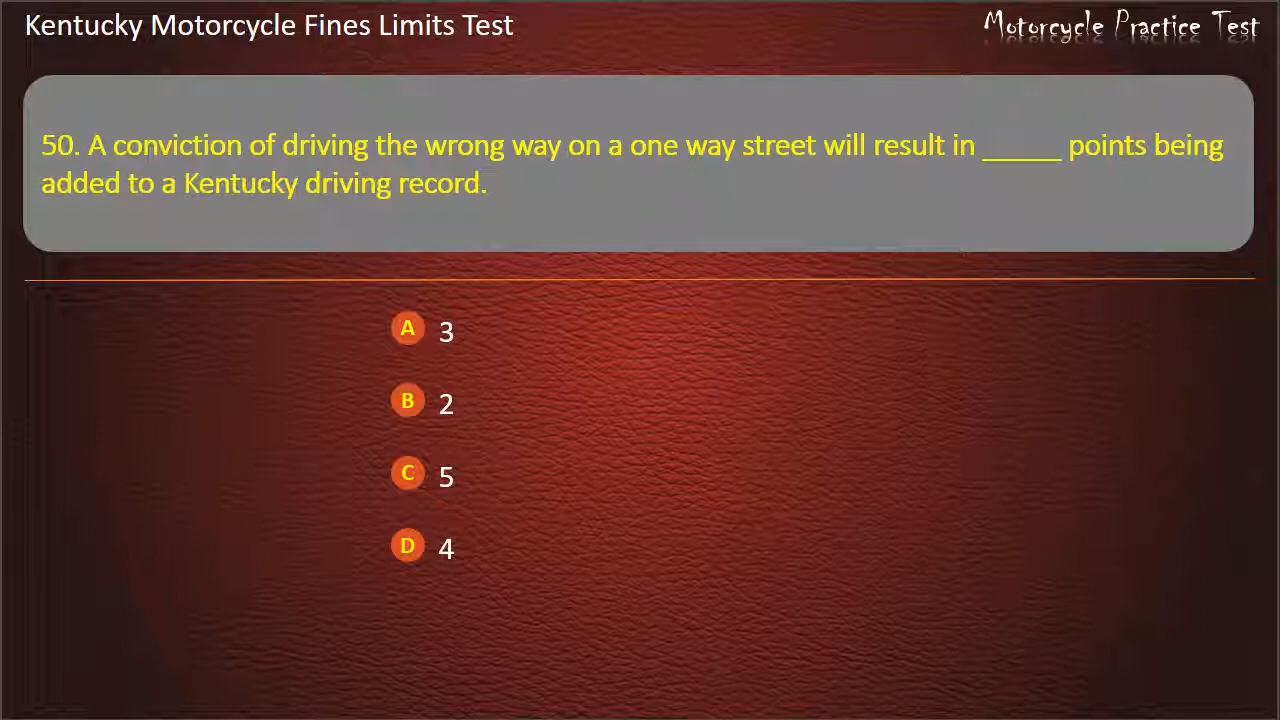 Kentucky Motorcycle Fines Limits Test
Motorcycle Practice Test
50. A conviction of driving the wrong way on a one way street will result in _____ points being
added to a Kentucky driving record.
A 3
B 2
C 5
D 4